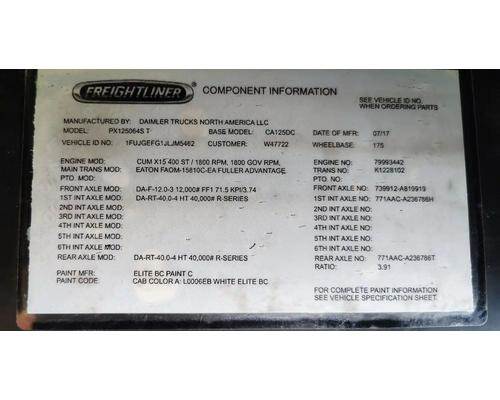 FREIGHTLINER COMPONENT INFORMATION
SEE VEHICLE ID NO.
WHEN ORDERING PARTS
MANUFACTURED BY: DAIMLER TRUCKS NORTH AMERICA LLC
MODEL: PX125064S T BASE MODEL: CA125DC DATE OF MFR: 07/17
VEHICLE ID NO: 1FUJGEFG1JLJM5462 CUSTOMER: W47722 WHEELBASE: 175
ENGINE MOD: CUM X15 400 ST / 1800 RPM, 1800 GOV RPM, ENGINE NO: 79993442
MAIN TRANS MOD: EATON FAOM-15810C-EA FULLER ADVANTAGE TRANS NO: K1228102
PTO. MOD: PTO NO:
FRONT AXLE MOD: DA-F-12.0-3 12,000# FF1 71.5 KPI/3.74 FRONT AXLE NO: 739912-A819919
1ST INT AXLE MOD: DA-RT-40.0-4 HT 40,000# R-SERIES 1ST INT AXLE NO: 771AAC-A236786H
2ND INT AXLE MOD: 2ND INT AXLE NO:
3RD INT AXLE MOD: 3RD INT AXLE NO:
4TH INT AXLE MOD: 4TH INT AXLE NO:
5TH INT AXLE MOD: 5TH INT AXLE NO:
6TH INT AXLE MOD: 6TH INT AXLE NO:
REAR AXLE MOD: DA-RT-40.0-4 HT 40,000# R-SERIES REAR AXLE NO: 771AAC-A236786T
RATIO: 3.91
PAINT MFR: ELITE BC PAINT C
PAINT CODE: CAB COLOR A: L0006EB WHITE ELITE BC
FOR COMPLETE PAINT INFORMATION
SEE VEHICLE SPECIFICATION SHEET.